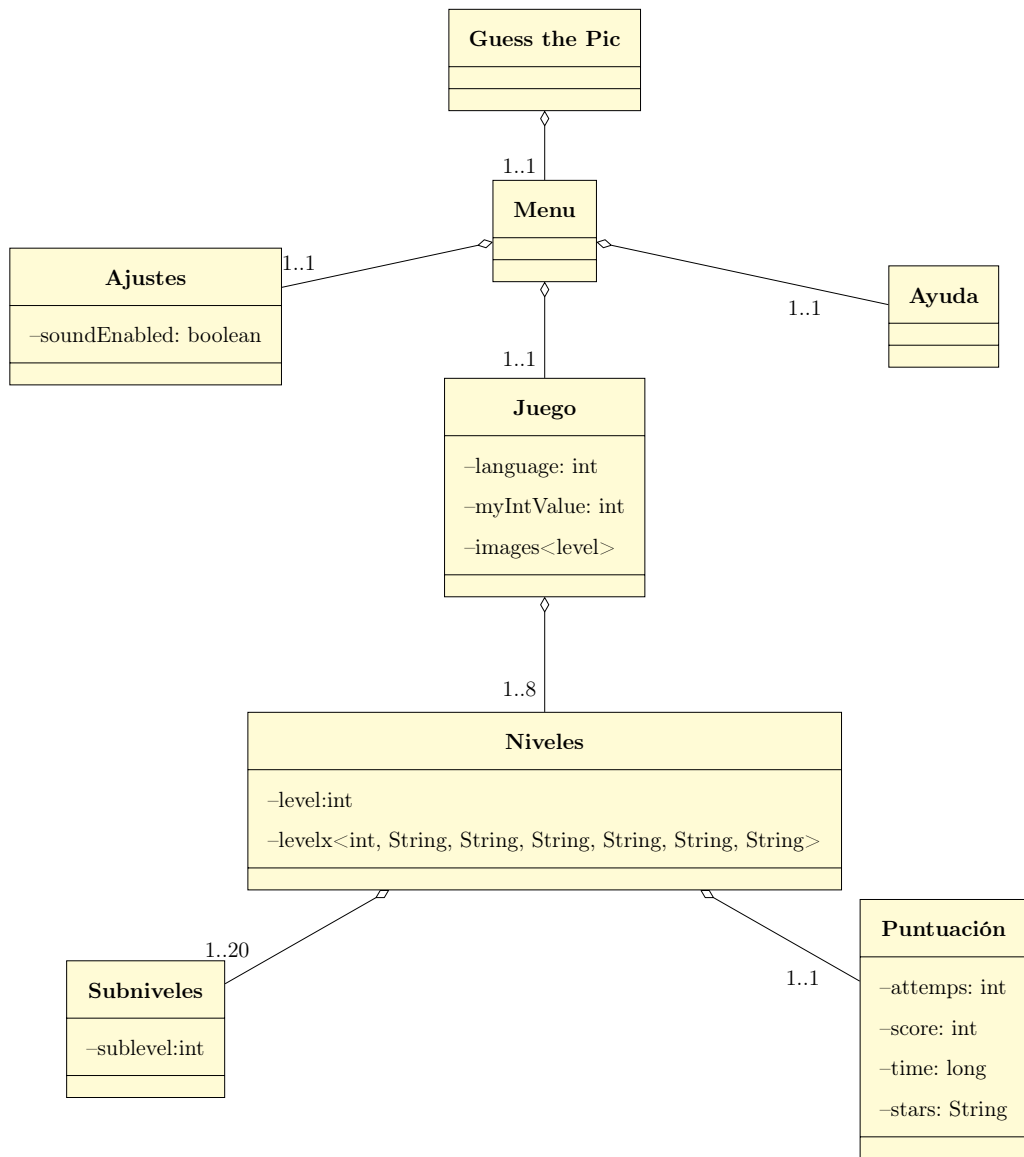 Guess the Pic
1..1
Menu
1..1
Ajustes
–soundEnabled: boolean
1..1
Ayuda
1..1
Juego
–language: int
–myIntValue: int
–images<level>
1..8
Niveles
–level:int
–levelx<int, String, String, String, String, String, String>
1..20
Subniveles
–sublevel:int
1..1
Puntuación
–attemps: int
–score: int
–time: long
–stars: String